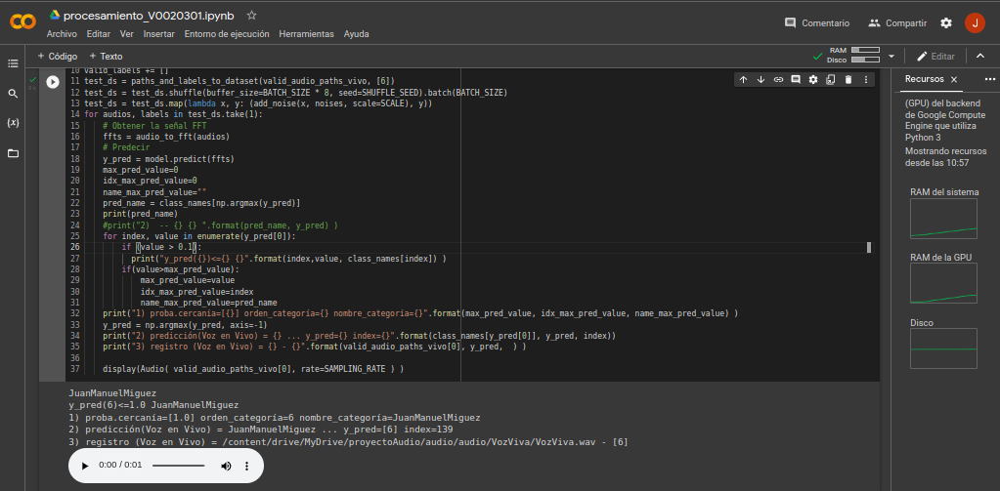 procesamiento_V0020301.ipynb
Archivo Editar Ver Insertar Entorno de ejecución Herramientas Ayuda
Comentario Compartir J
+ Código + Texto
RAM
Disco
Editar
10 valid_labels += []
11 test_ds = paths_and_labels_to_dataset(valid_audio_paths_vivo, [6])
12 test_ds = test_ds.shuffle(buffer_size=BATCH_SIZE * 8, seed=SHUFFLE_SEED).batch(BATCH_SIZE)
13 test_ds = test_ds.map(lambda x, y: (add_noise(x, noises, scale=SCALE), y))
14 for audios, labels in test_ds.take(1):
15 # Obtener la señal FFT
16 ffts = audio_to_fft(audios)
17 # Predecir
18 y_pred = model.predict(ffts)
19 max_pred_value=0
20 idx_max_pred_value=0
21 name_max_pred_value=""
22 pred_name = class_names[np.argmax(y_pred)]
23 print(pred_name)
24 #print("2) -- {} {} ".format(pred_name, y_pred) )
25 for index, value in enumerate(y_pred[0]):
26 if (value > 0.1):
27 print("y_pred({})<={} {}".format(index,value, class_names[index]) )
28 if(value>max_pred_value):
29 max_pred_value=value
30 idx_max_pred_value=index
31 name_max_pred_value=pred_name
32 print("1) proba.cercanía=[{}] orden_categoría={} nombre_categoría={}".format(max_pred_value, idx_max_pred_value, name_max_pred_value) )
33 y_pred = np.argmax(y_pred, axis=-1)
34 print("2) predicción(Voz en Vivo) = {} ... y_pred={} index={}".format(class_names[y_pred[0]], y_pred, index))
35 print("3) registro (Voz en Vivo) = {} - {}".format(valid_audio_paths_vivo[0], y_pred, ) )
36
37 display(Audio( valid_audio_paths_vivo[0], rate=SAMPLING_RATE ) )
JuanManuelMiguez
y_pred(6)<=1.0 JuanManuelMiguez
1) proba.cercanía=[1.0] orden_categoría=6 nombre_categoría=JuanManuelMiguez
2) predicción(Voz en Vivo) = JuanManuelMiguez ... y_pred=[6] index=139
3) registro (Voz en Vivo) = /content/drive/MyDrive/proyectoAudio/audio/audio/VozViva/VozViva.wav - [6]
0:00 / 0:01
Recursos
(GPU) del backend
de Google Compute
Engine que utiliza
Python 3
Mostrando recursos
desde las 10:57
RAM del sistema
RAM de la GPU
Disco